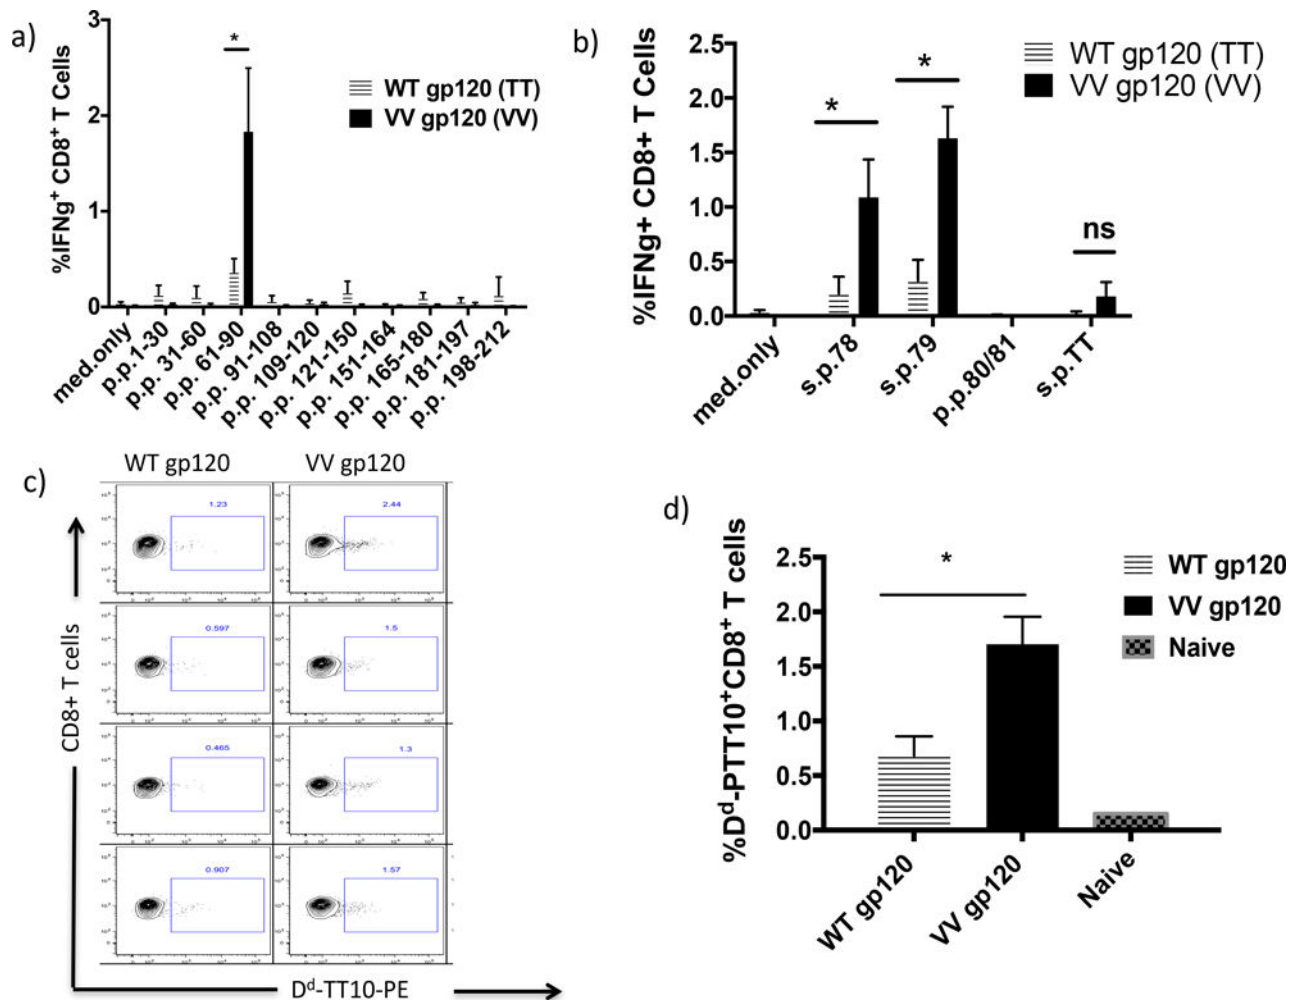 a)
3
2
1
0
%IFNg⁺ CD8⁺ T Cells
*
WT gp120 (TT)
VV gp120 (VV)
med.only
p.p.1-30
p.p. 31-60
p.p. 61-90
p.p. 91-108
p.p. 109-120
p.p. 121-150
p.p. 151-164
p.p. 165-180
p.p. 181-197
p.p. 198-212
b)
2.5
2.0
1.5
1.0
0.5
0.0
%IFNg+ CD8+ T Cells
*
*
ns
WT gp120 (TT)
VV gp120 (VV)
med.only
s.p.78
s.p.79
p.p.80/81
s.p.TT
c)
WT gp120 VV gp120
1.23 2.44
0.597 1.5
0.465 1.3
0.907 1.57
CD8+ T cells
Dᵈ-TT10-PE
d)
2.5
2.0
1.5
1.0
0.5
0.0
%Dᵈ-PTT10⁺CD8⁺ T cells
*
WT gp120
VV gp120
Naive
WT gp120
VV gp120
Naive